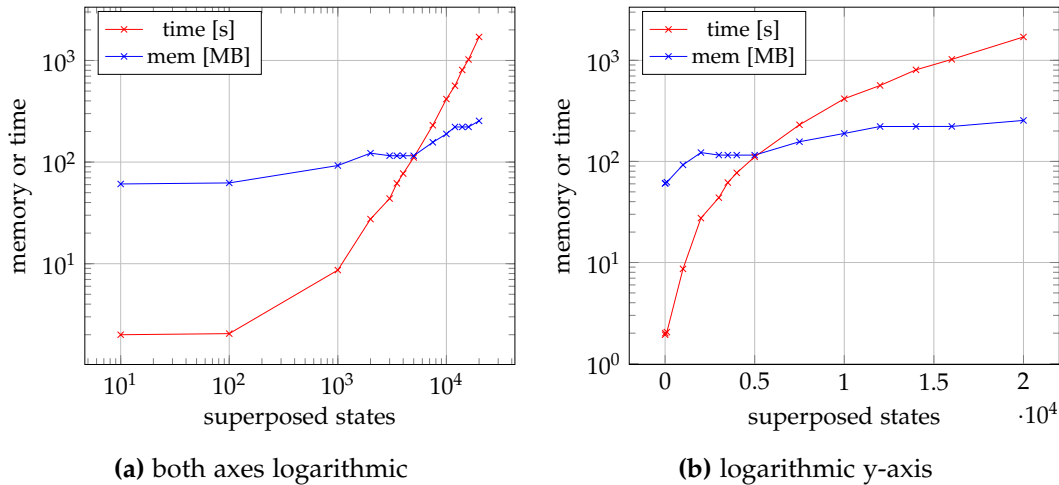 time [s]
mem [MB]
10³
10²
10¹
memory or time
10¹ 10² 10³ 10⁴
superposed states
(a) both axes logarithmic
time [s]
mem [MB]
10³
10²
10¹
10⁰
memory or time
0 0.5 1 1.5 2
·10⁴
superposed states
(b) logarithmic y-axis